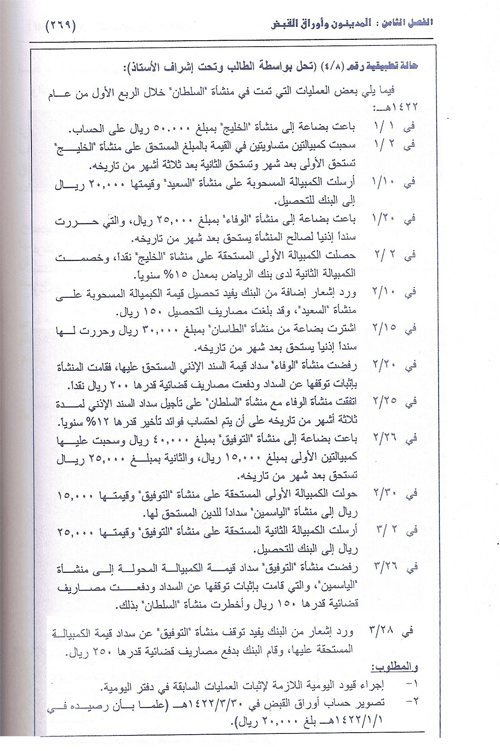 الفصل الثامن : المدينون وأوراق القبض
(٢٦٩)
حالة تطبيقية رقم (٤/٨) (تحل بواسطة الطالب وتحت إشراف الأستاذ):
فيما يلي بعض العمليات التي تمت في منشأة "السلطان" خلال الربع الأول من عام
١٤٢٢هـ:
في ١/١ باعت بضاعة إلى منشأة "الخليج" بمبلغ ٥٠.٠٠٠ ريال على الحساب.
في ١/٢ سحبت كمبيالتين متساويتين في القيمة بالمبلغ المستحق على منشأة "الخليج"
تستحق الأولى بعد شهر وتستحق الثانية بعد ثلاثة أشهر من تاريخه.
في ١/١٠ أرسلت الكمبيالة المسحوبة على منشأة "السعيد" وقيمتها ٢٠,٠٠٠ ريال
إلى البنك للتحصيل.
في ١/٢٠ باعت بضاعة إلى منشأة "الوفاء" بمبلغ ٢٥,٠٠٠ ريال، والتي حررت
سنداً إذنياً لصالح المنشأة يستحق بعد شهر من تاريخه.
في ٢/٢ حصلت الكمبيالة الأولى المستحقة على منشأة "الخليج" نقداً، وخصمت
الكمبيالة الثانية لدى بنك الرياض بمعدل ١٥% سنوياً.
في ٢/١٠ ورد إشعار إضافة من البنك يفيد تحصيل قيمة الكبميالة المسحوبة على
منشأة "السعيد"، وقد بلغت مصاريف التحصيل ١٥٠ ريال.
في ٢/١٥ اشترت بضاعة من منشأة "الطاسان" بمبلغ ٣٠,٠٠٠ ريال وحررت لها
سنداً إذنياً يستحق بعد شهر من تاريخه.
في ٢/٢٠ رفضت منشأة "الوفاء" سداد قيمة السند الإذني المستحق عليها، فقامت المنشأة
بإثبات توقفها عن السداد ودفعت مصاريف قضائية قدرها ٢٠٠ ريال نقداً.
في ٢/٢٥ اتفقت منشأة الوفاء مع منشأة "السلطان" على تأجيل سداد السند الإذني لمدة
ثلاثة أشهر من تاريخه على أن يتم احتساب فوائد تأخير قدرها ١٢% سنوياً.
في ٢/٢٦ باعت بضاعة إلى منشأة "التوفيق" بمبلغ ٤٠,٠٠٠ ريال وسحبت عليها
كمبيالتين الأولى بمبلغ ١٥,٠٠٠ ريال، والثانية بمبلغ ٢٥,٠٠٠ ريال
تستحق بعد شهر من تاريخه.
في ٢/٣٠ حولت الكمبيالة الأولى المستحقة على منشأة "التوفيق" وقيمتها ١٥,٠٠٠
ريال إلى منشأة "الياسمين" سداداً للدين المستحق لها.
في ٣/٢ أرسلت الكمبيالة الثانية المستحقة على منشأة "التوفيق" وقيمتها ٢٥,٠٠٠
ريال إلى البنك للتحصيل.
في ٣/٢٦ رفضت منشأة "التوفيق" سداد قيمة الكمبيالة المحولة إلى منشأة
"الياسمين"، والتي قامت بإثبات توقفها عن السداد ودفعت مصاريف
قضائية قدرها ١٥٠ ريال وأخطرت منشأة "السلطان" بذلك.
في ٣/٢٨ ورد إشعار من البنك يفيد توقف منشأة "التوفيق" عن سداد قيمة الكمبيالة
المستحقة عليها، وقام البنك بدفع مصاريف قضائية قدرها ٢٥٠ ريال.
والمطلوب:
١- إجراء قيود اليومية اللازمة لإثبات العمليات السابقة في دفتر اليومية.
٢- تصوير حساب أوراق القبض في ١٤٢٢/٣/٣٠هـ (علما بأن رصيده في
١٤٢٢/١/١هـ بلغ ٢٠,٠٠٠ ريال).